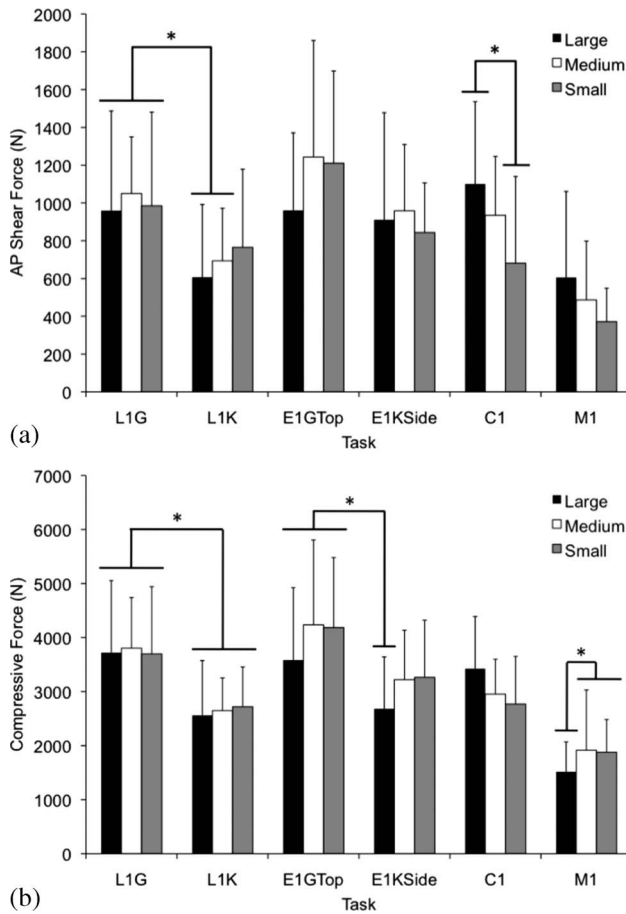 2000
1800
1600
1400
1200
1000
800
600
400
200
0
AP Shear Force (N)
*
*
Large
Medium
Small
L1G L1K E1GTop E1KSide C1 M1
Task
(a)
7000
6000
5000
4000
3000
2000
1000
0
Compressive Force (N)
*
*
*
Large
Medium
Small
L1G L1K E1GTop E1KSide C1 M1
Task
(b)